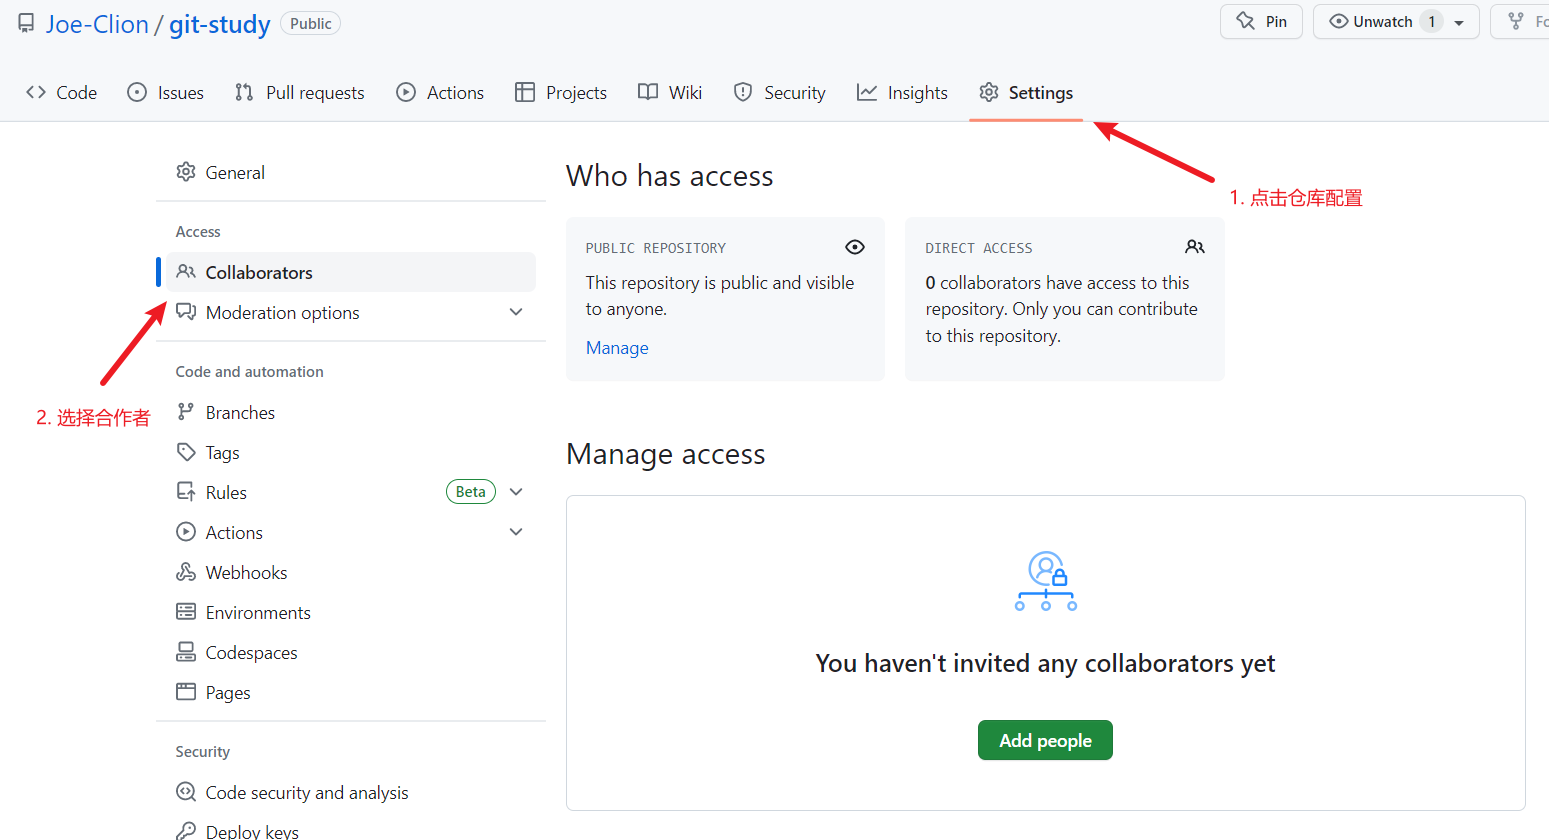 Joe-Clion / git-study Public
Pin
Unwatch 1
Fo
Code Issues Pull requests Actions Projects Wiki Security Insights Settings
1. 点击仓库配置
General
Access
Collaborators
Moderation options
2. 选择合作者
Code and automation
Branches
Tags
Rules Beta
Actions
Webhooks
Environments
Codespaces
Pages
Security
Code security and analysis
Deploy keys
Who has access
PUBLIC REPOSITORY
This repository is public and visible
to anyone.
Manage
DIRECT ACCESS
0 collaborators have access to this
repository. Only you can contribute
to this repository.
Manage access
You haven't invited any collaborators yet
Add people